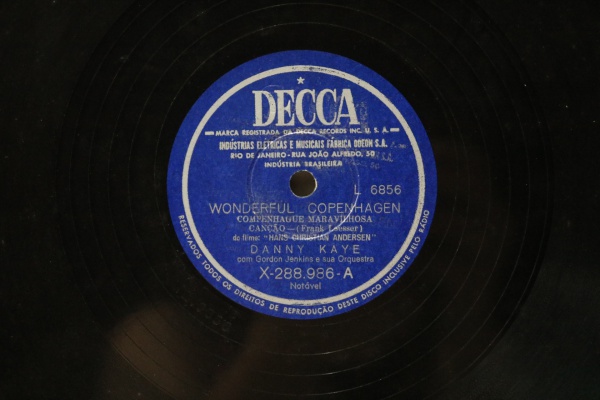 DECCA
MARCA REGISTRADA DA DECCA RECORDS INC. U. S. A.
INDÚSTRIAS ELÉTRICAS E MUSICAIS FÁBRICA ODEON S.A.
RIO DE JANEIRO - RUA JOÃO ALFREDO, 50
INDÚSTRIA BRASILEIRA
L 6856
WONDERFUL COPENHAGEN
COPENHAGUE MARAVILHOSA
CANÇÃO - (Frank Loesser)
do filme: "HANS CHRISTIAN ANDERSEN"
DANNY KAYE
com Gordon Jenkins e sua Orquestra
X-288.986-A
Notável
RESERVADOS TODOS OS DIREITOS DE REPRODUÇÃO DESTE DISCO INCLUSIVE PELO RÁDIO